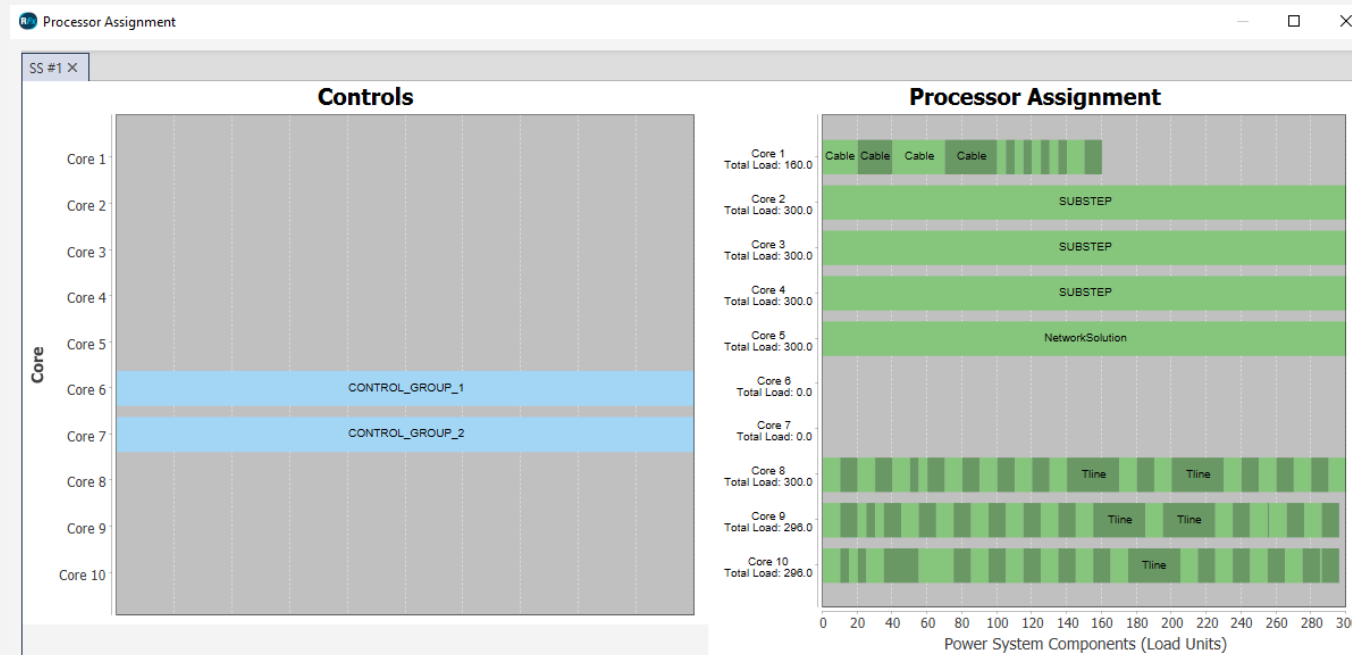 RFx Processor Assignment
SS #1
Controls
Core
Core 1
Core 2
Core 3
Core 4
Core 5
Core 6
Core 7
Core 8
Core 9
Core 10
CONTROL_GROUP_1
CONTROL_GROUP_2
Processor Assignment
Core 1
Total Load: 160.0
Cable Cable Cable Cable
Core 2
Total Load: 300.0
SUBSTEP
Core 3
Total Load: 300.0
SUBSTEP
Core 4
Total Load: 300.0
SUBSTEP
Core 5
Total Load: 300.0
NetworkSolution
Core 6
Total Load: 0.0
Core 7
Total Load: 0.0
Core 8
Total Load: 300.0
Tline Tline
Core 9
Total Load: 296.0
Tline Tline
Core 10
Total Load: 296.0
Tline
0 20 40 60 80 100 120 140 160 180 200 220 240 260 280 30
Power System Components (Load Units)